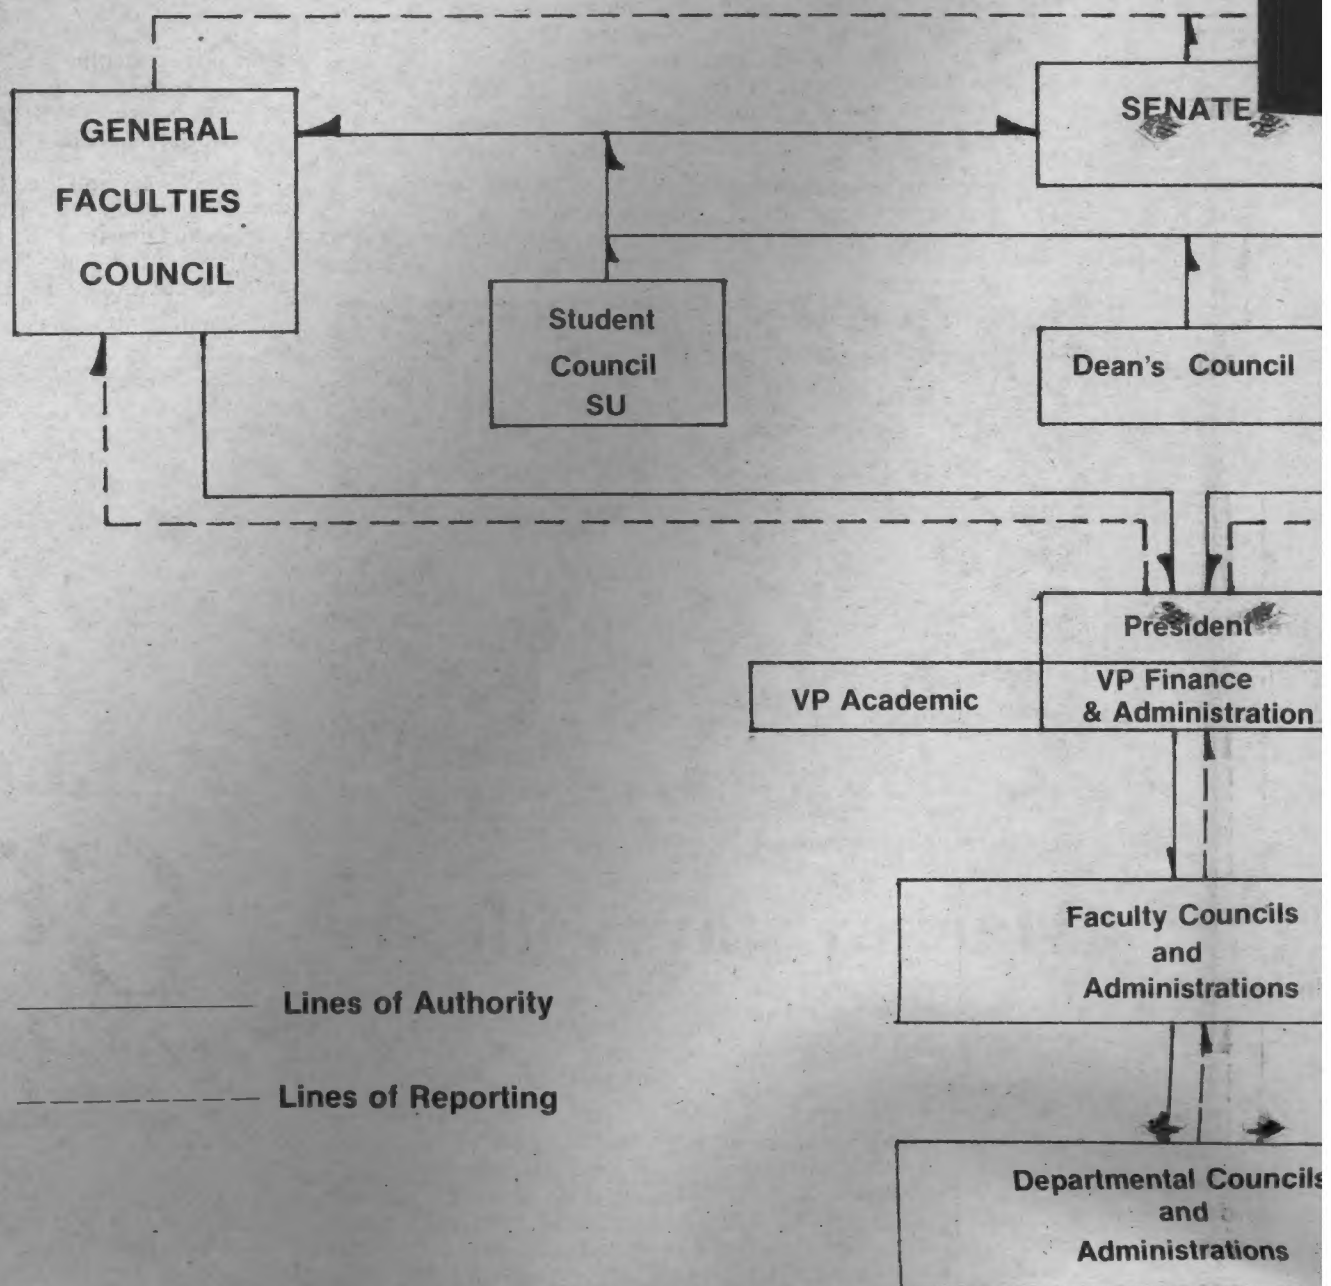 GENERAL
FACULTIES
COUNCIL
SENATE
Student
Council
SU
Dean's Council
President
VP Academic
VP Finance
& Administration
Faculty Councils
and
Administrations
Lines of Authority
Lines of Reporting
Departmental Councils
and
Administrations